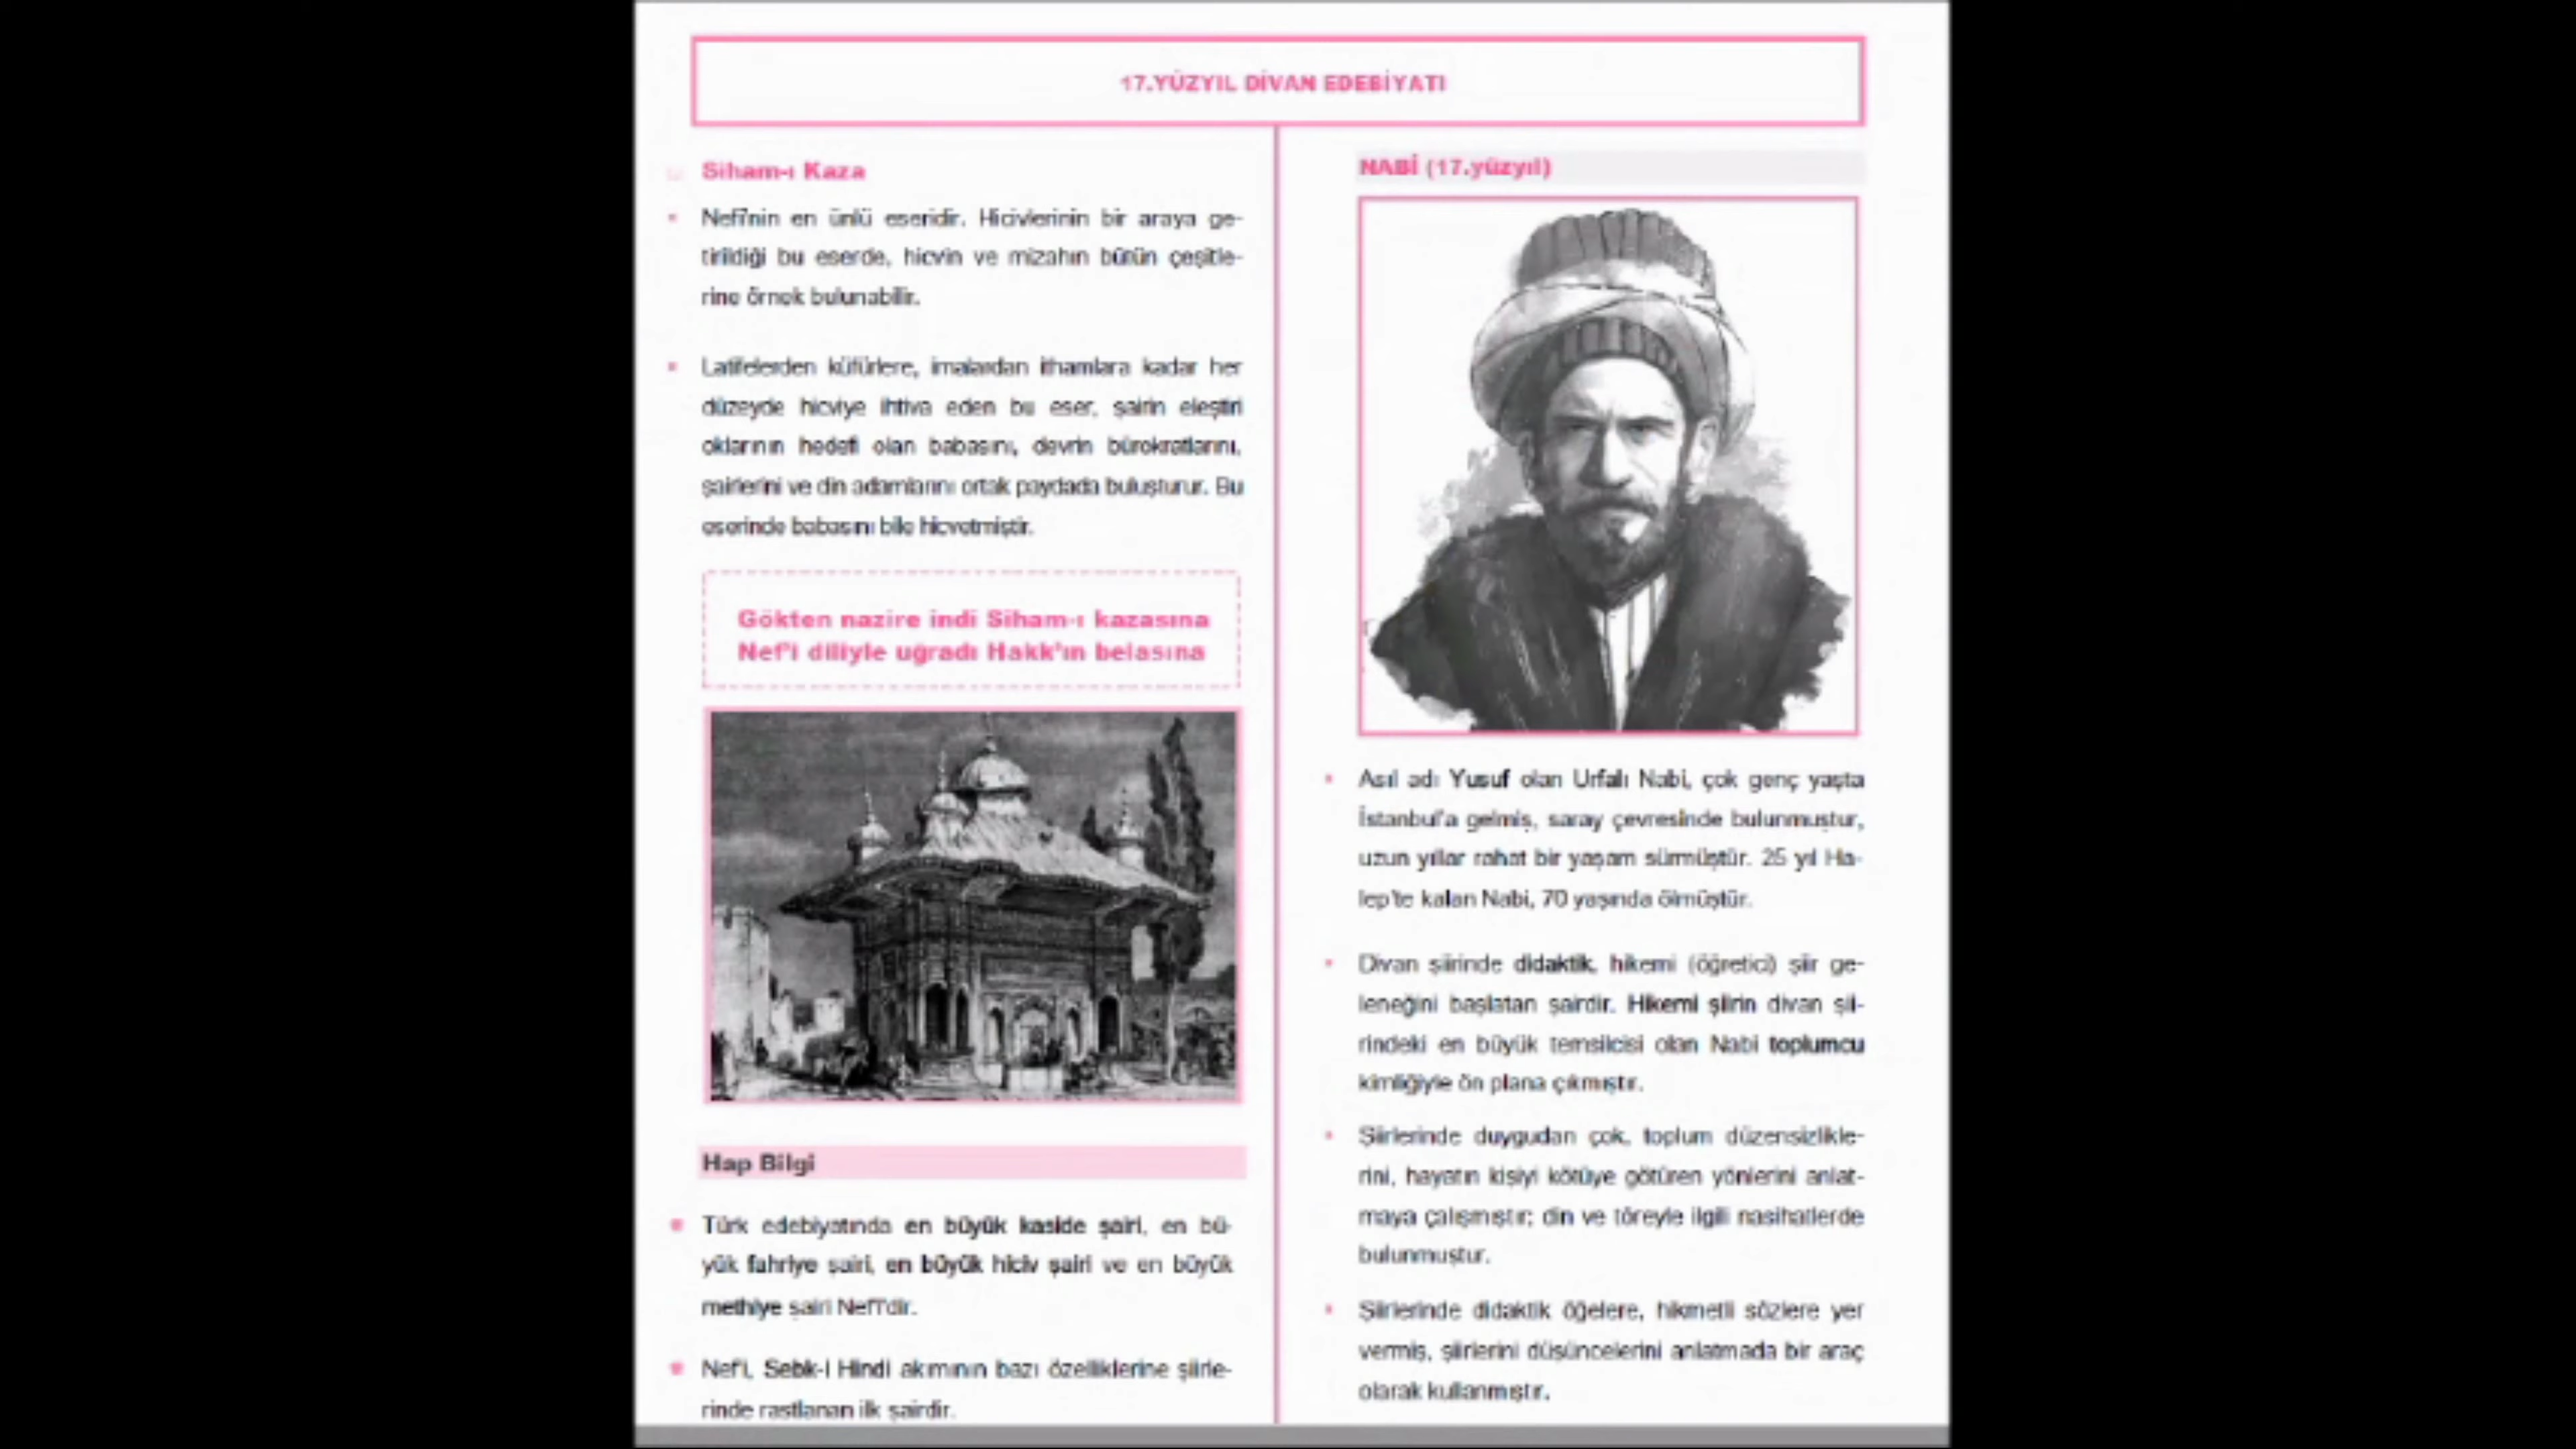 17.YÜZYIL DİVAN EDEBİYATI
Siham-ı Kaza
Nefi'nin en ünlü eseridir. Hicivlerinin bir araya ge-
tirildiği bu eserde, hicvin ve mizahın bütün çeşitle-
rine örnek bulunabilir.
Latifelerden küfürlere, imalardan ithamlara kadar her
düzeyde hicviye ihtiva eden bu eser, şairin eleştiri
oklarının hedefi olan babasını, devrin bürokratlarını,
şairlerini ve din adamlarını ortak paydada buluşturur. Bu
eserinde babasını bile hicvetmiştir.
Gökten nazire indi Siham-ı kazasına
Nef'i diliyle uğradı Hakk'ın belasına
Hap Bilgi
Türk edebiyatında en büyük kaside şairi, en bü-
yük fahriye şairi, en büyük hiciv şairi ve en büyük
methiye şairi Nef'i'dir.
Nef'i, Sebk-i Hindi akımının bazı özelliklerine şiirle-
rinde rastlanan ilk şairdir.
NABİ (17.yüzyıl)
Asıl adı Yusuf olan Urfalı Nabi, çok genç yaşta
İstanbul'a gelmiş, saray çevresinde bulunmuştur,
uzun yıllar rahat bir yaşam sürmüştür. 25 yıl Ha-
lep'te kalan Nabi, 70 yaşında ölmüştür.
Divan şiirinde didaktik, hikemi (öğretici) şiir ge-
leneğini başlatan şairdir. Hikemi şiirin divan şii-
rindeki en büyük temsilcisi olan Nabi toplumcu
kimliğiyle ön plana çıkmıştır.
Şiirlerinde duygudan çok, toplum düzensizlikle-
rini, hayatın kişiyi kötüye götüren yönlerini anlat-
maya çalışmıştır; din ve töreyle ilgili nasihatlerde
bulunmuştur.
Şiirlerinde didaktik öğelere, hikmetli sözlere yer
vermiş, şiirlerini düşüncelerini anlatmada bir araç
olarak kullanmıştır.